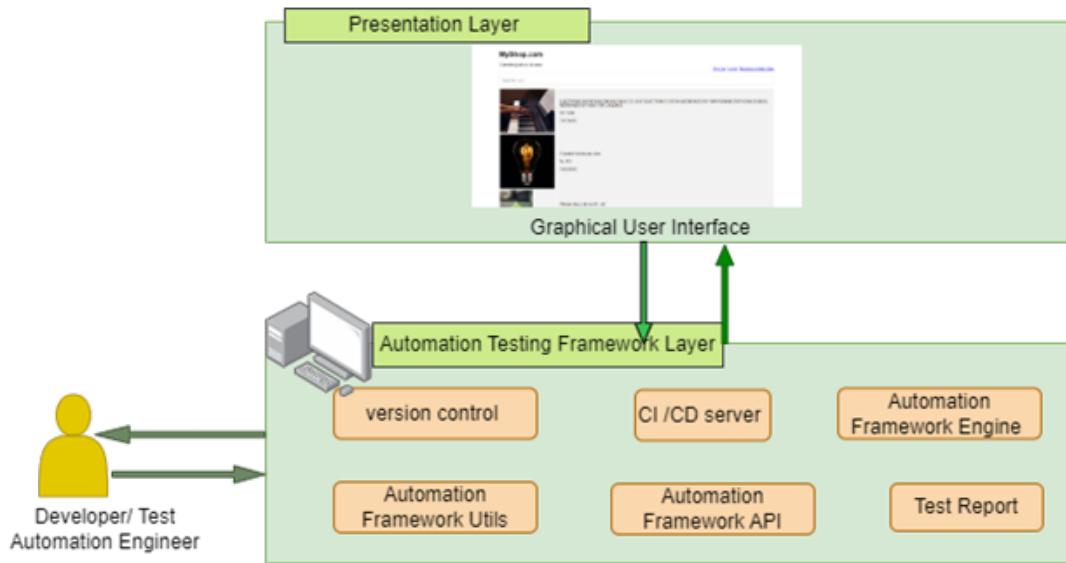 Presentation Layer
MyShop.com
Graphical User Interface
Automation Testing Framework Layer
version control
CI /CD server
Automation
Framework Engine
Automation
Framework Utils
Automation
Framework API
Test Report
Developer/ Test
Automation Engineer